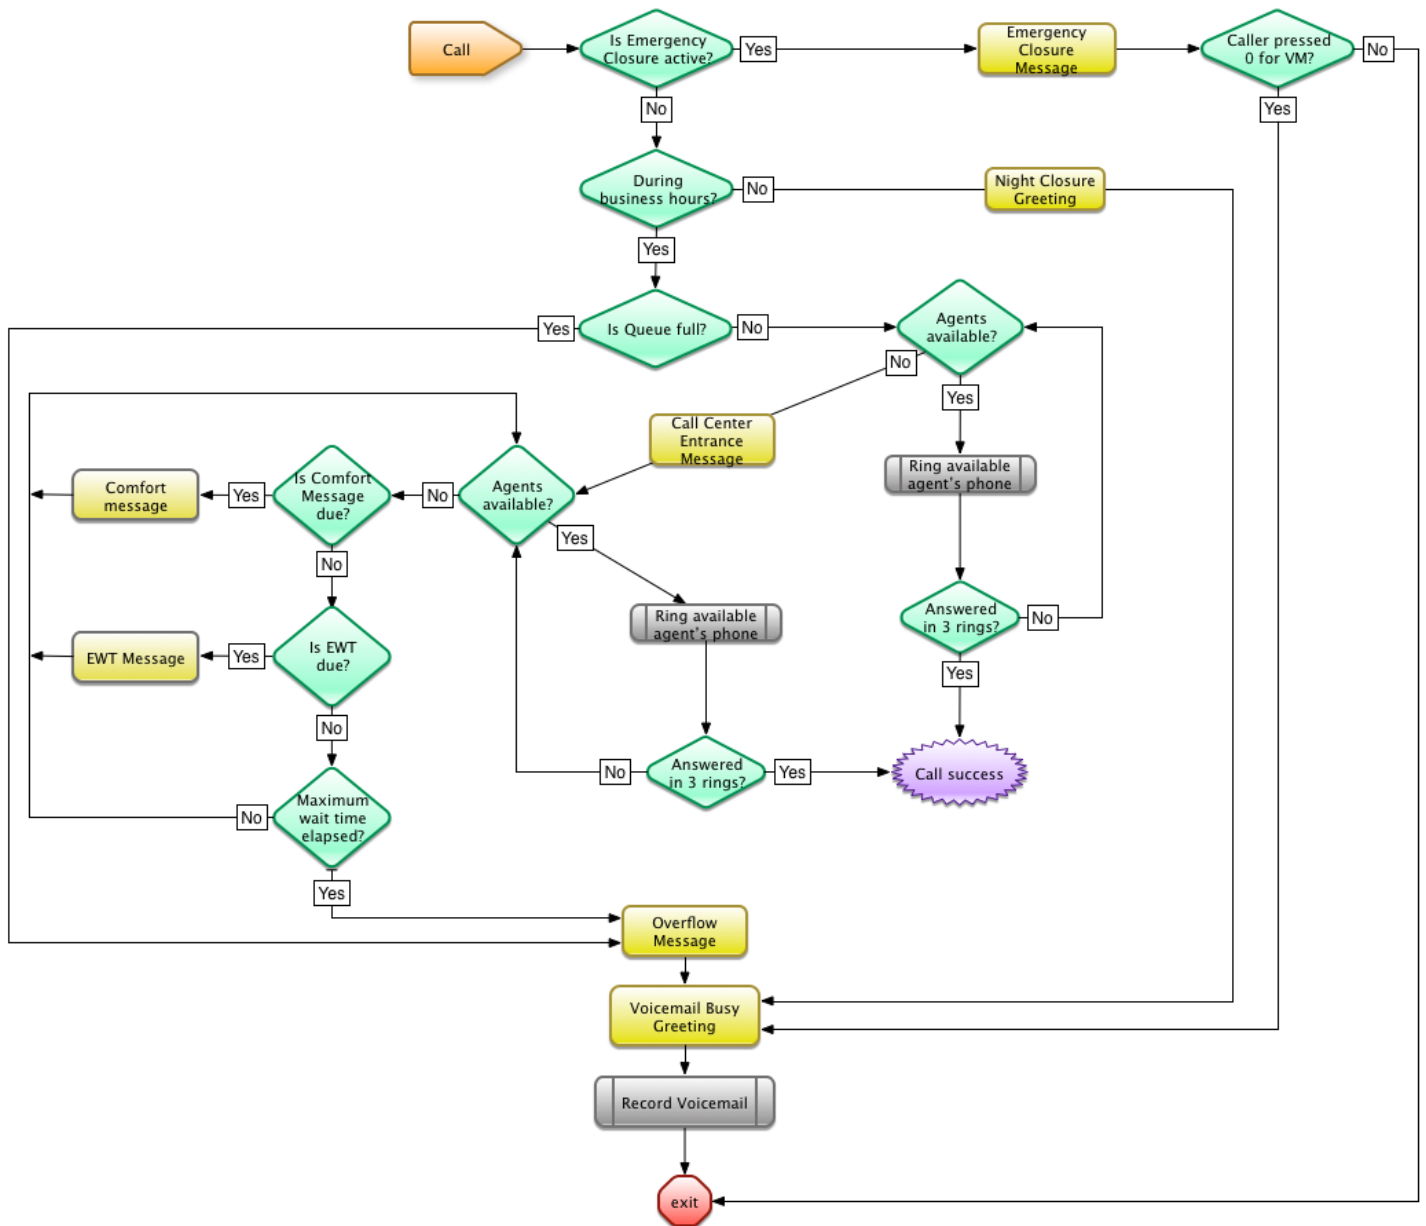 Call
Is Emergency
Closure active?
Yes
Emergency
Closure
Message
Caller pressed
0 for VM?
No
No
Yes
During
business hours?
No
Night Closure
Greeting
Yes
Is Queue full?
Yes
No
Agents
available?
No
Yes
Call Center
Entrance
Message
Ring available
agent's phone
Comfort
message
Yes
Is Comfort
Message
due?
No
Agents
available?
Yes
No
Ring available
agent's phone
Answered
in 3 rings?
No
EWT Message
Yes
Is EWT
due?
Yes
No
No
Answered
in 3 rings?
Yes
Call success
No
Maximum
wait time
elapsed?
Yes
Overflow
Message
Voicemail Busy
Greeting
Record Voicemail
exit